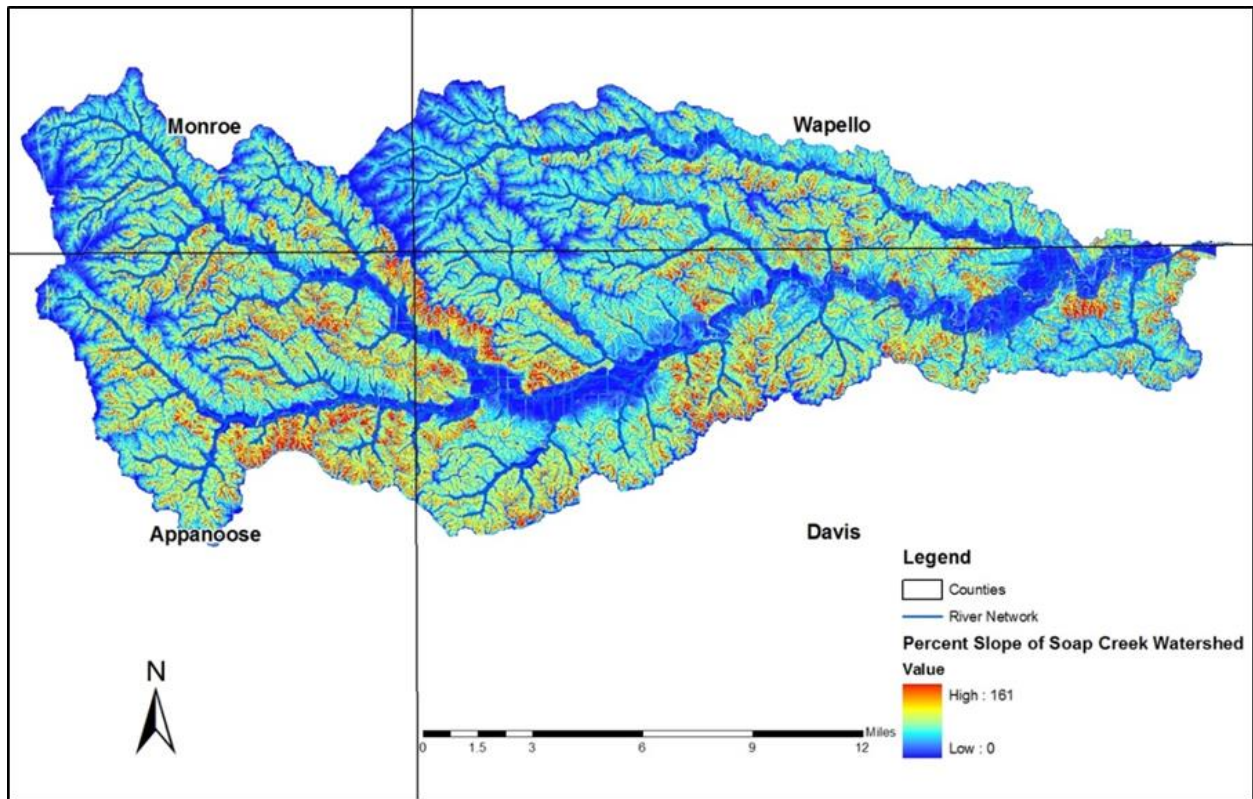 Monroe
Wapello
Appanoose
Davis
Legend
Counties
River Network
Percent Slope of Soap Creek Watershed
Value
High : 161
Low : 0
N
Miles
0 1.5 3 6 9 12